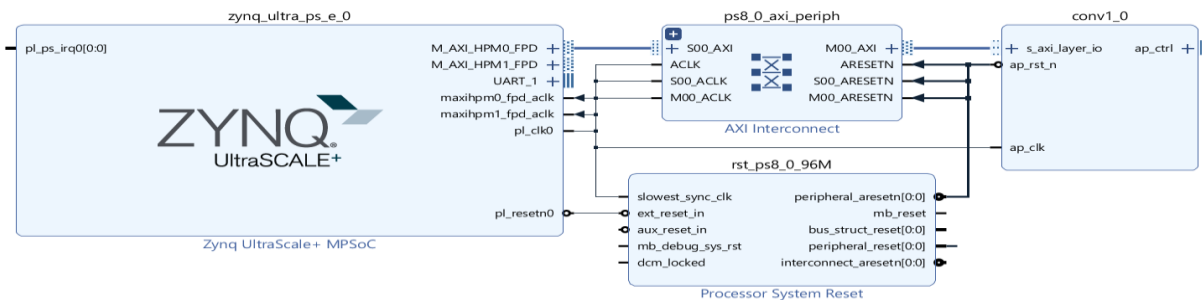 zynq_ultra_ps_e_0
pl_ps_irq0[0:0]
M_AXI_HPM0_FPD
M_AXI_HPM1_FPD
UART_1
maxihpm0_fpd_aclk
maxihpm1_fpd_aclk
pl_clk0
pl_resetn0
ZYNQ
UltraSCALE+
Zynq UltraScale+ MPSoC
ps8_0_axi_periph
S00_AXI
ACLK
S00_ACLK
M00_ACLK
M00_AXI
ARESETN
S00_ARESETN
M00_ARESETN
AXI Interconnect
conv1_0
s_axi_layer_io
ap_rst_n
ap_clk
ap_ctrl
rst_ps8_0_96M
slowest_sync_clk
ext_reset_in
aux_reset_in
mb_debug_sys_rst
dcm_locked
peripheral_aresetn[0:0]
mb_reset
bus_struct_reset[0:0]
peripheral_reset[0:0]
interconnect_aresetn[0:0]
Processor System Reset